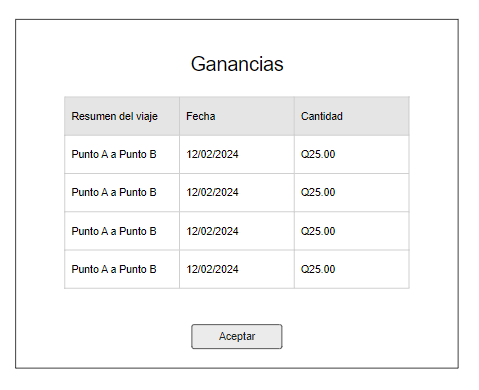 Ganancias
Resumen del viaje Fecha Cantidad
Punto A a Punto B 12/02/2024 Q25.00
Punto A a Punto B 12/02/2024 Q25.00
Punto A a Punto B 12/02/2024 Q25.00
Punto A a Punto B 12/02/2024 Q25.00
Aceptar